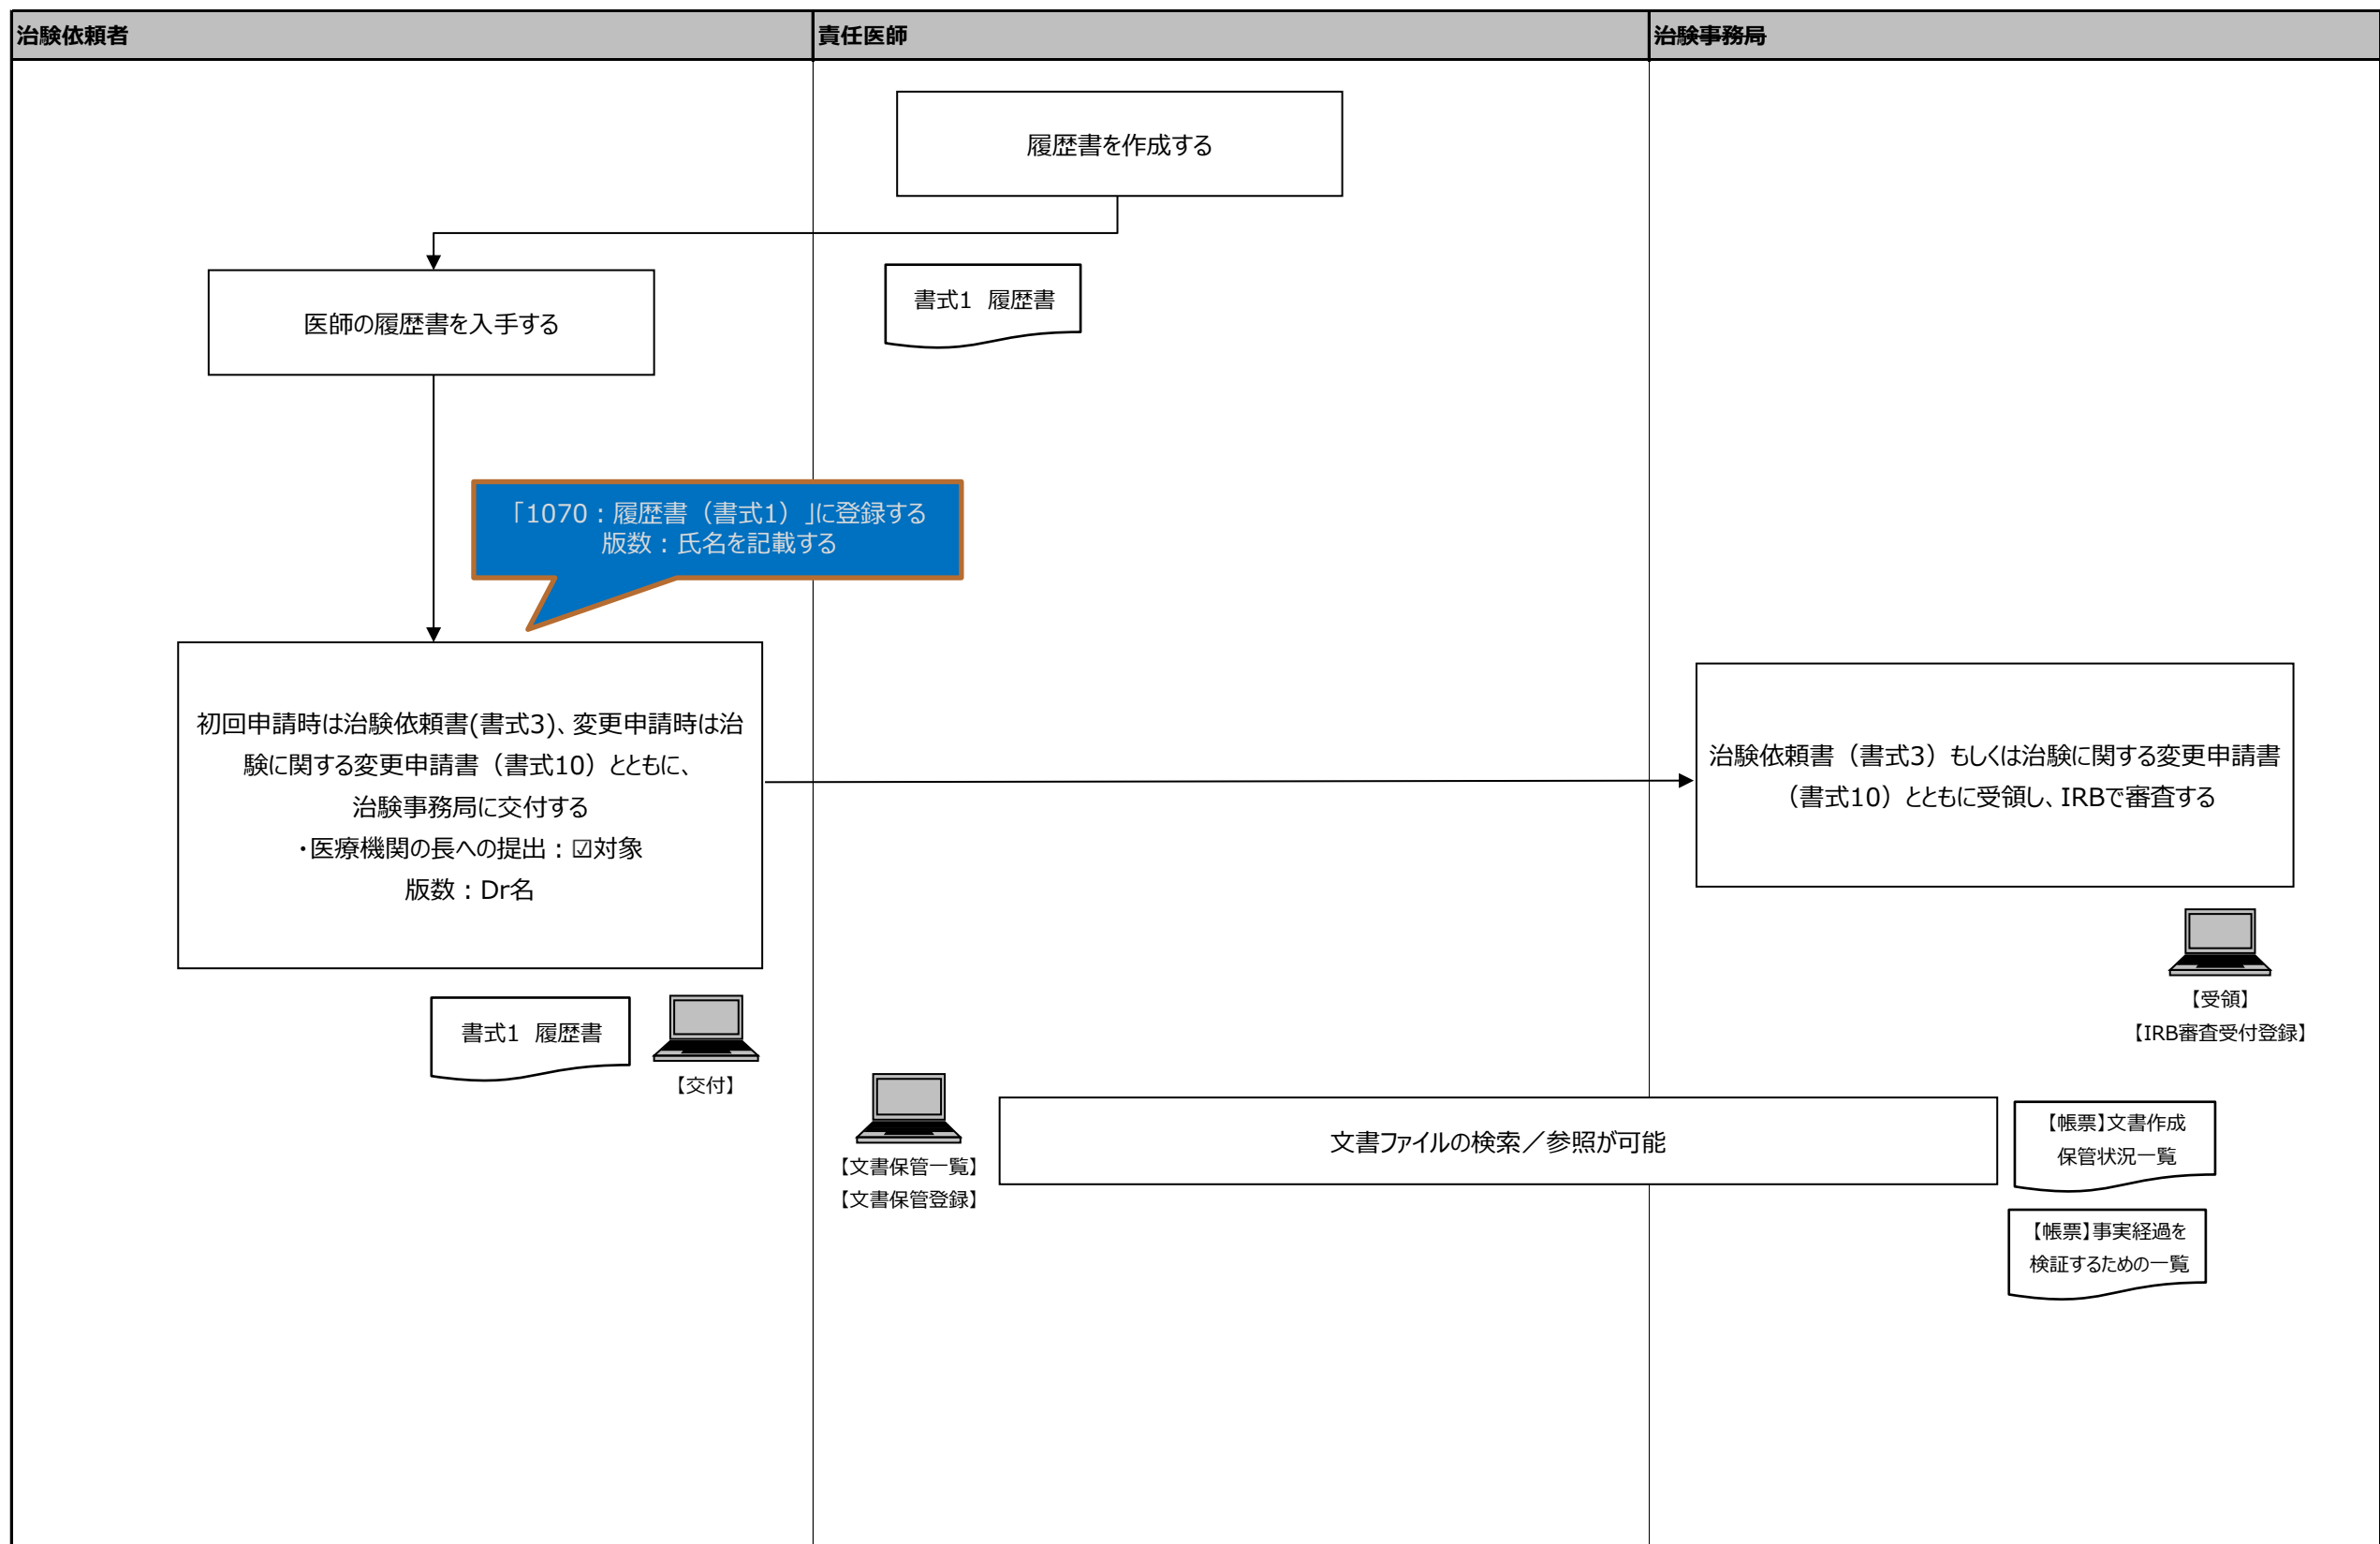 治験依頼者
責任医師
治験事務局
履歴書を作成する
書式1　履歴書
医師の履歴書を入手する
「1070：履歴書（書式1）」に登録する
版数：氏名を記載する
初回申請時は治験依頼書(書式3)、変更申請時は治
験に関する変更申請書（書式10）とともに、
治験事務局に交付する
・医療機関の長への提出：☑対象
版数：Dr名
治験依頼書（書式3）もしくは治験に関する変更申請書
（書式10）とともに受領し、IRBで審査する
【受領】
【IRB審査受付登録】
書式1　履歴書
【交付】
【文書保管一覧】
【文書保管登録】
文書ファイルの検索／参照が可能
【帳票】文書作成
保管状況一覧
【帳票】事実経過を
検証するための一覧